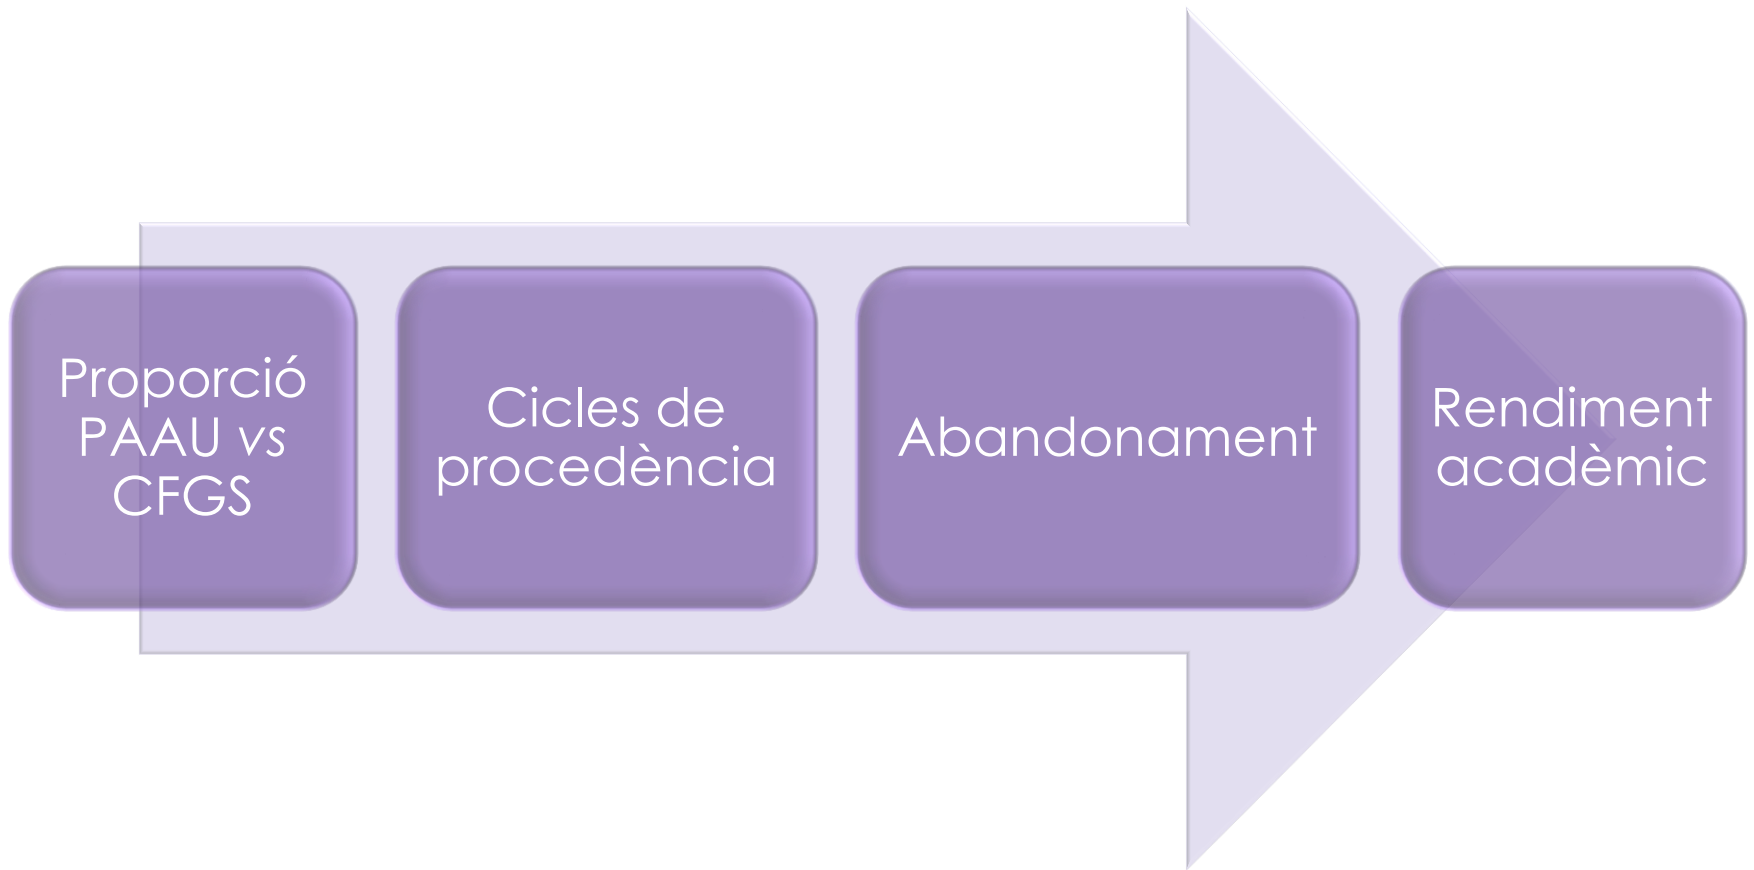 Proporció
PAAU vs
CFGS
Cicles de
procedència
Abandonament
Rendiment
acadèmic